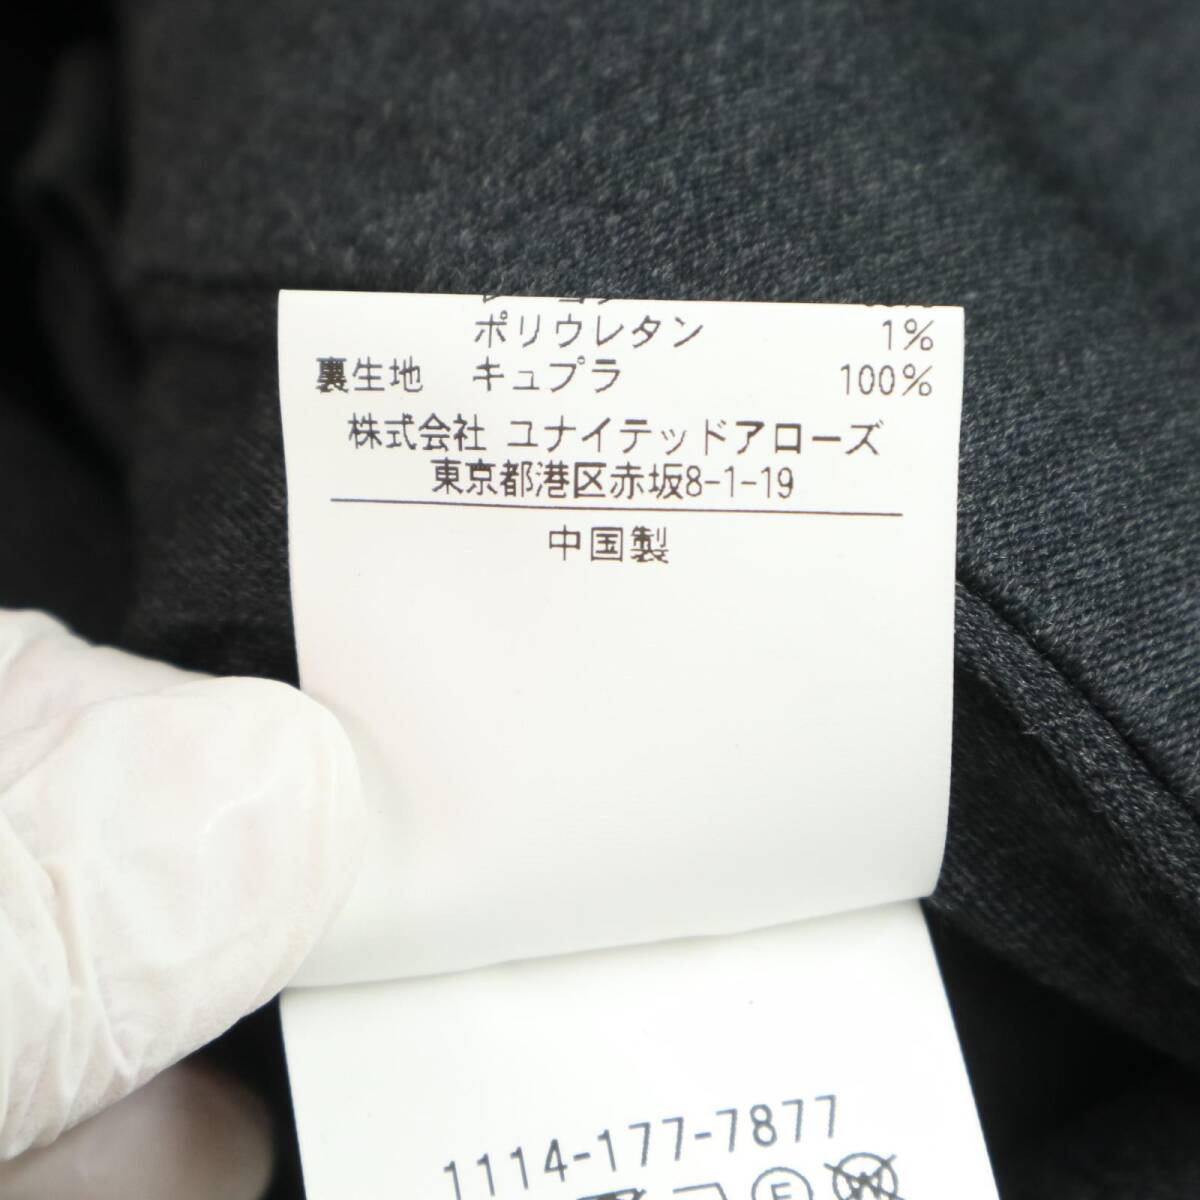 ポリウレタン 1%
裏生地 キュプラ 100%
株式会社 ユナイテッドアローズ
東京都港区赤坂8-1-19
中国製
1114-177-7877